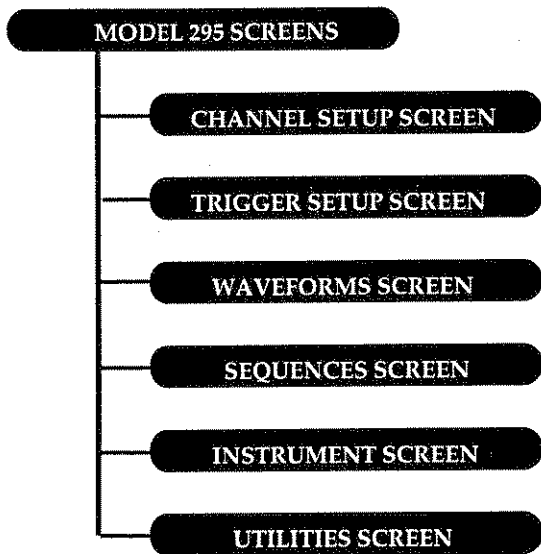 MODEL 295 SCREENS
CHANNEL SETUP SCREEN
TRIGGER SETUP SCREEN
WAVEFORMS SCREEN
SEQUENCES SCREEN
INSTRUMENT SCREEN
UTILITIES SCREEN